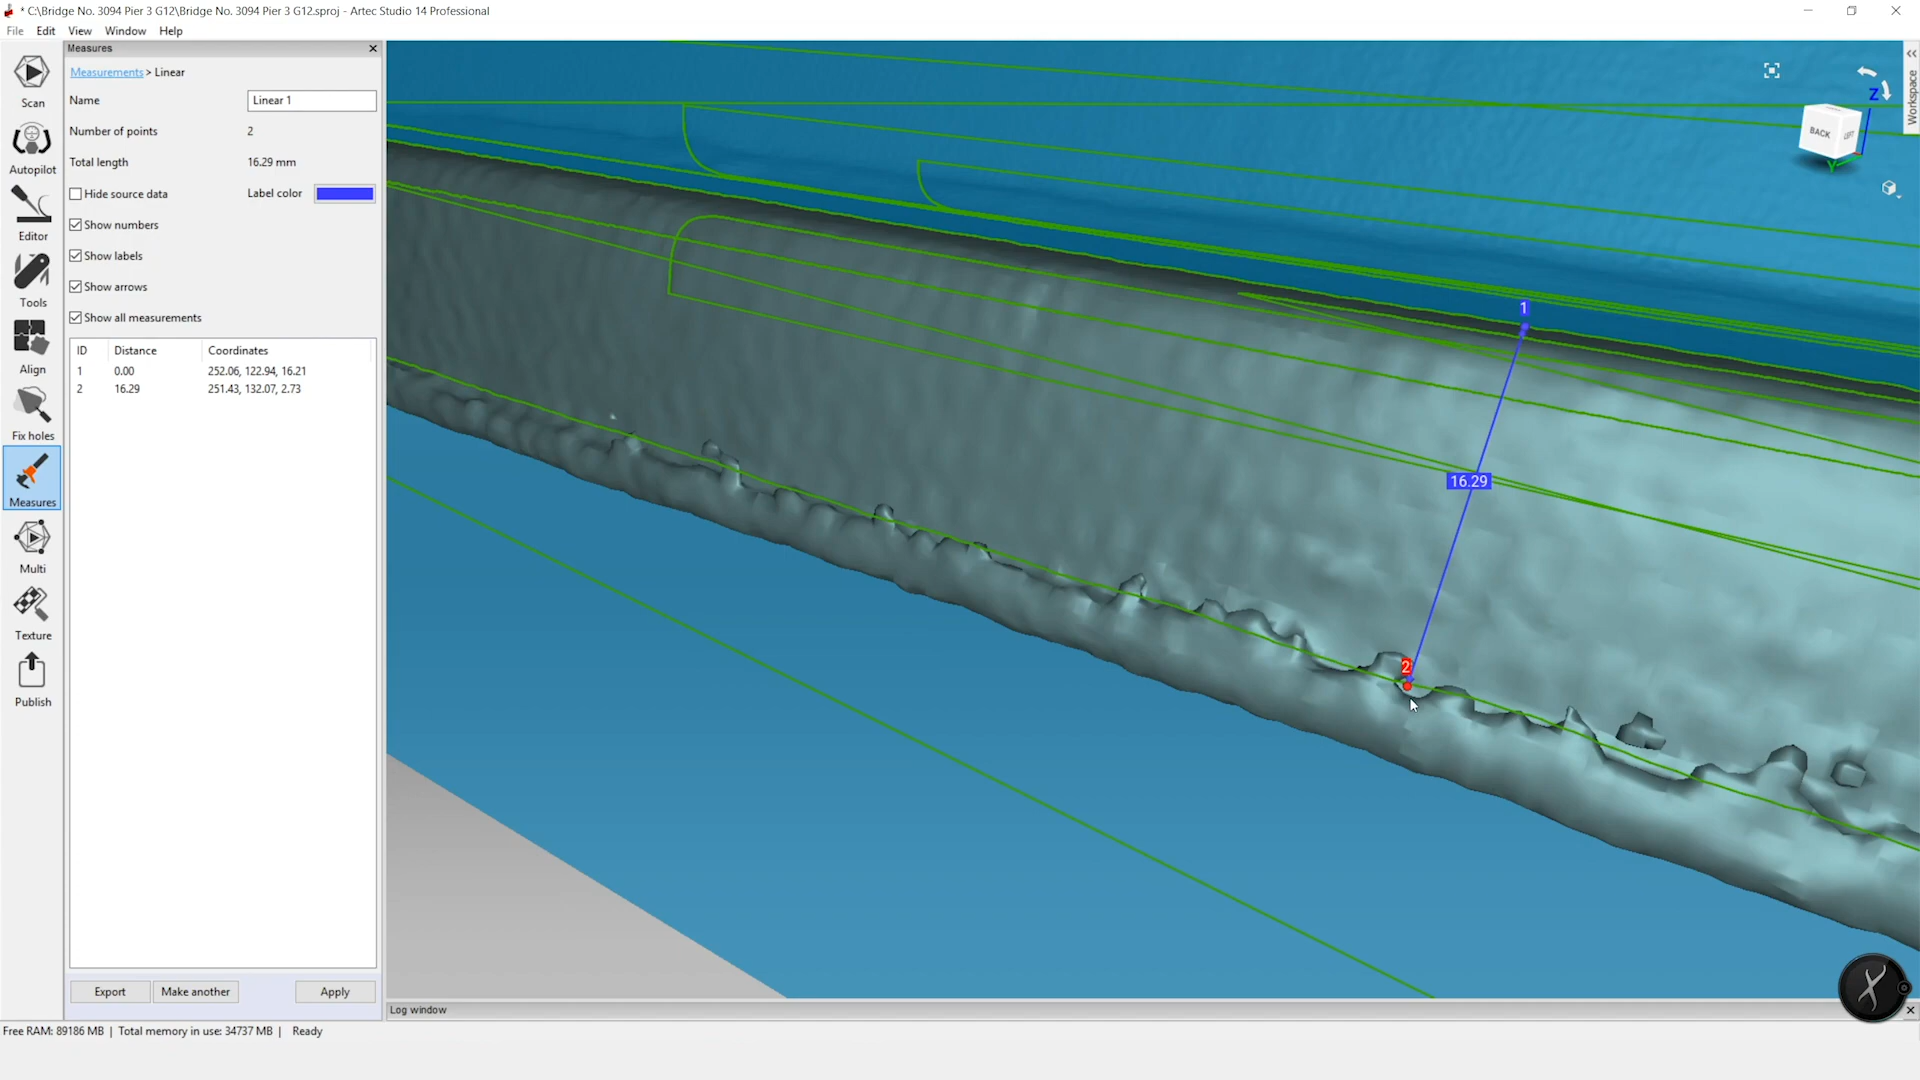 * C:\Bridge No. 3094 Pier 3 G12\Bridge No. 3094 Pier 3 G12.sproj - Artec Studio 14 Professional
File Edit View Window Help
Scan
Autopilot
Editor
Tools
Align
Fix holes
Measures
Multi
Texture
Publish
Measures
Measurements > Linear
Name Linear 1
Number of points 2
Total length 16.29 mm
Hide source data Label color
Show numbers
Show labels
Show arrows
Show all measurements
ID Distance Coordinates
1 0.00 252.06, 122.94, 16.21
2 16.29 251.43, 132.07, 2.73
Export Make another Apply
1
16.29
2
Z
BACK
LEFT
Y
Workspace
Log window
Free RAM: 89186 MB | Total memory in use: 34737 MB | Ready